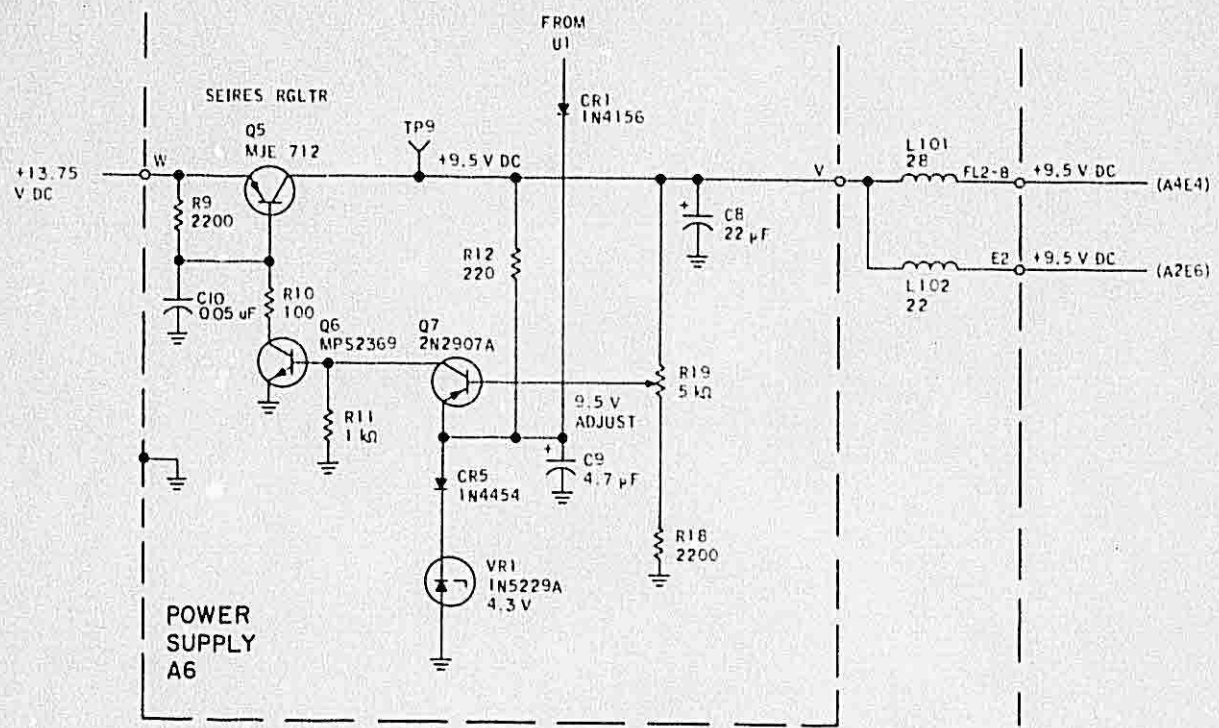 FROM
U1
SEIRES RGLTR
CR1
1N4156
Q5
MJE 712
TP9
+9.5 V DC
W
+13.75
V DC
V
L101
28
FL2-8
+9.5 V DC
(A4E4)
R9
2200
C8
22 µF
+
R12
220
L102
22
E2
+9.5 V DC
(A2E6)
C10
0.05 uF
R10
100
Q6
MPS2369
Q7
2N2907A
R19
5 kΩ
9.5 V
ADJUST
R11
1 kΩ
+
C9
4.7 µF
CR5
1N4454
R18
2200
VR1
1N5229A
4.3 V
POWER
SUPPLY
A6